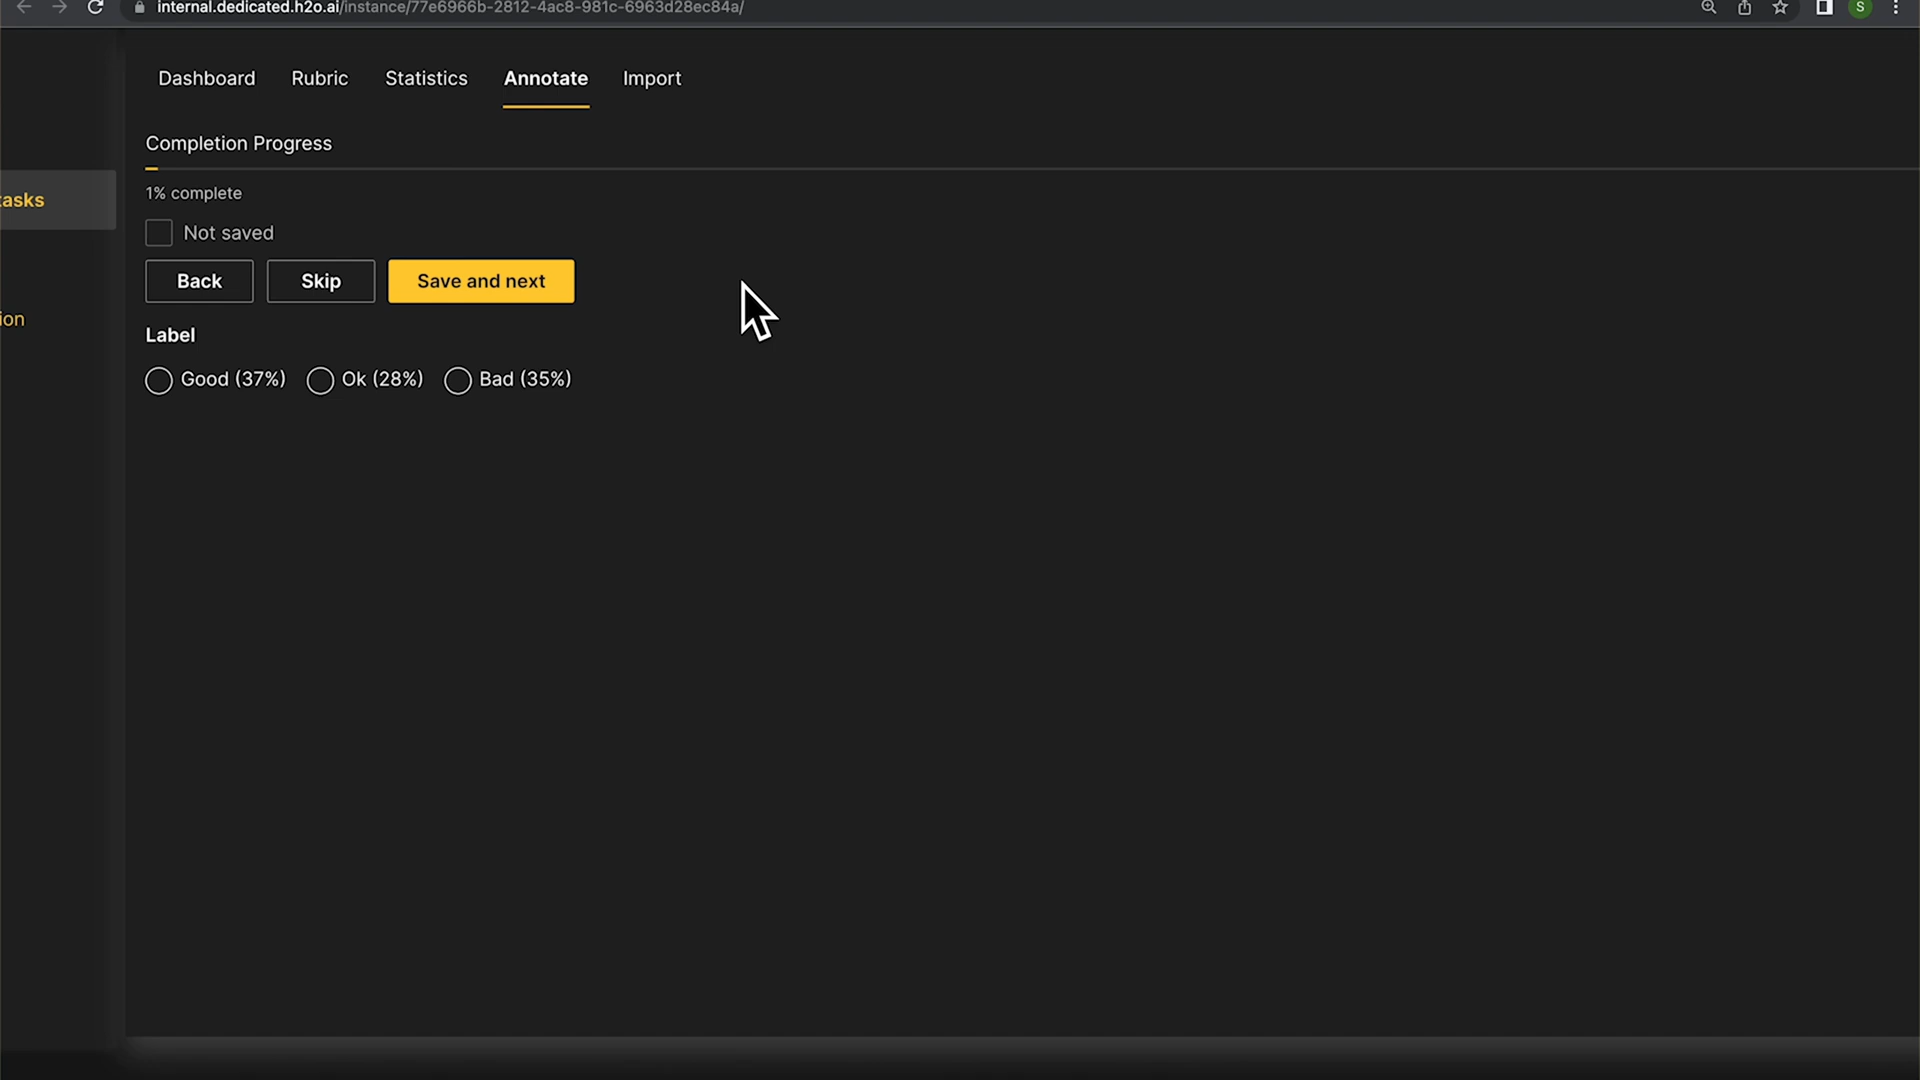 internal.dedicated.h2o.ai/instance/77e6966b-2812-4ac8-981c-6963d28ec84a/
S
Dashboard Rubric Statistics Annotate Import
Completion Progress
1% complete
tasks
Not saved
Back Skip Save and next
ion
Label
Good (37%) Ok (28%) Bad (35%)